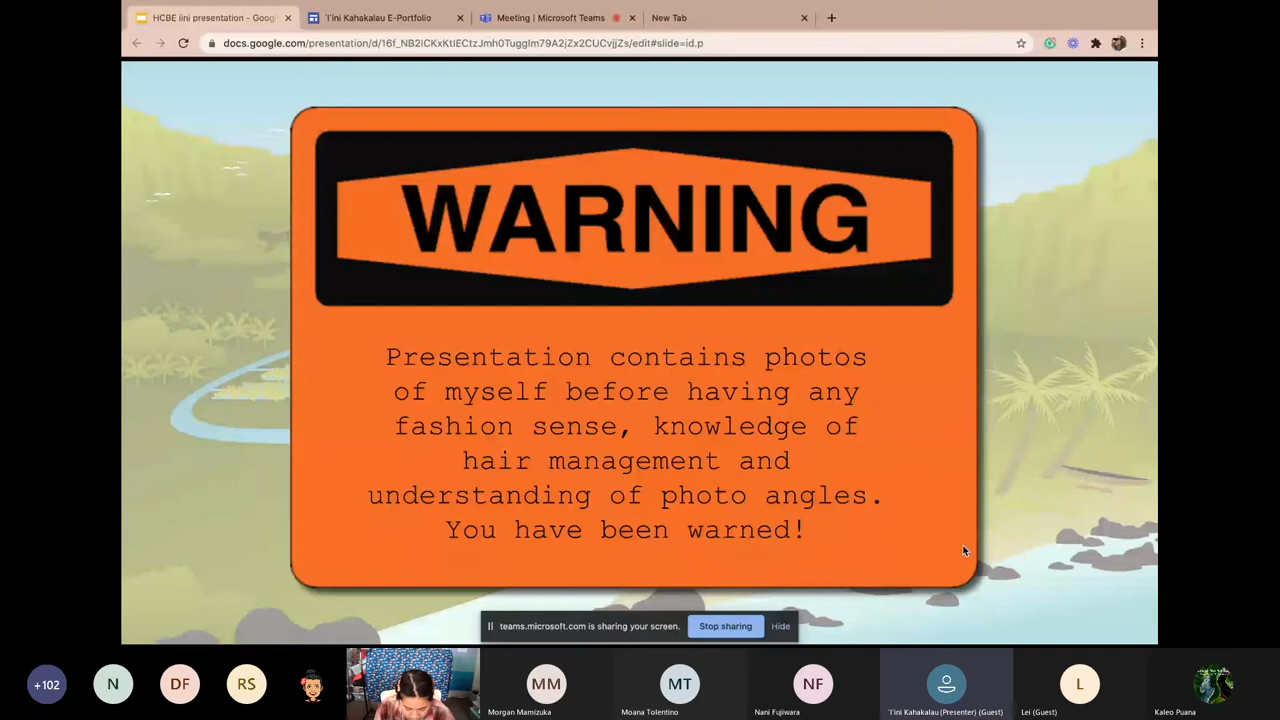 HCBE iini presentation - Goog
'I'ini Kahakalau E-Portfolio
Meeting | Microsoft Teams
New Tab
docs.google.com/presentation/d/16f_NB2lCKxKtiECtzJmh0Tugglm79A2jZx2CUCvjjZs/edit#slide=id.p
WARNING
Presentation contains photos
of myself before having any
fashion sense, knowledge of
hair management and
understanding of photo angles.
You have been warned!
teams.microsoft.com is sharing your screen.
Stop sharing
Hide
+102
N
DF
RS
MM
MT
NF
L
Morgan Mamizuka
Moana Tolentino
Nani Fujiwara
'I'ini Kahakalau (Presenter) (Guest)
Lei (Guest)
Kaleo Puana